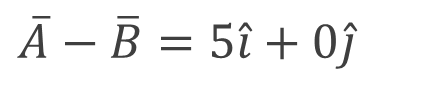 Ā − B̄ = 5î + 0ĵ